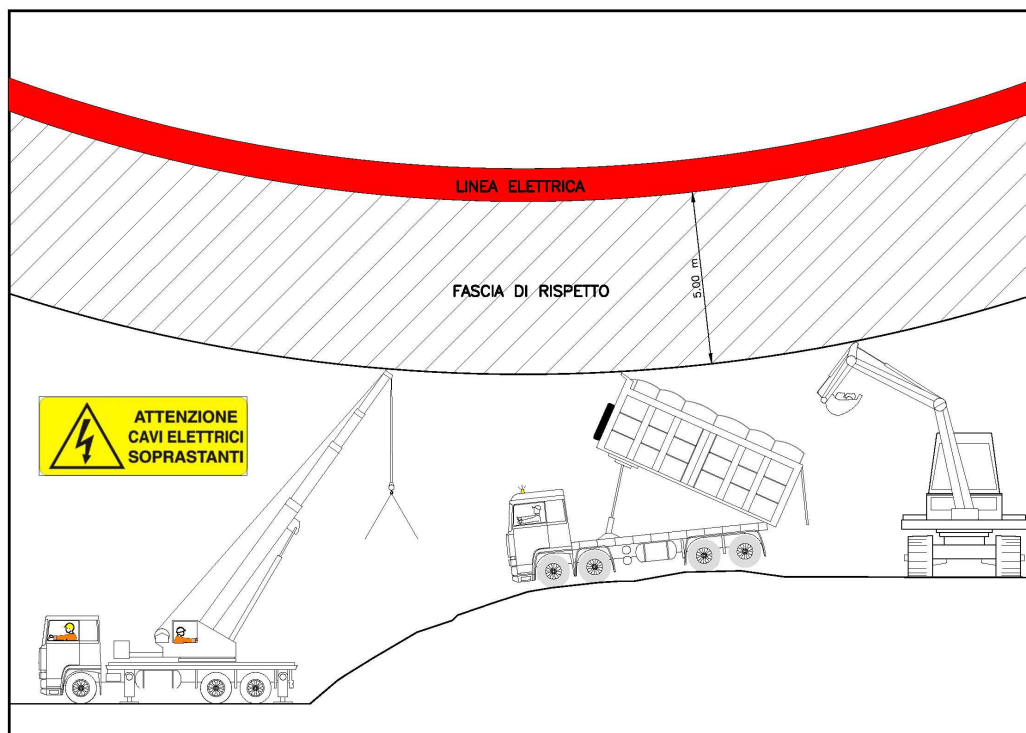 LINEA ELETTRICA
FASCIA DI RISPETTO
5.00 m.
ATTENZIONE
CAVI ELETTRICI
SOPRASTANTI